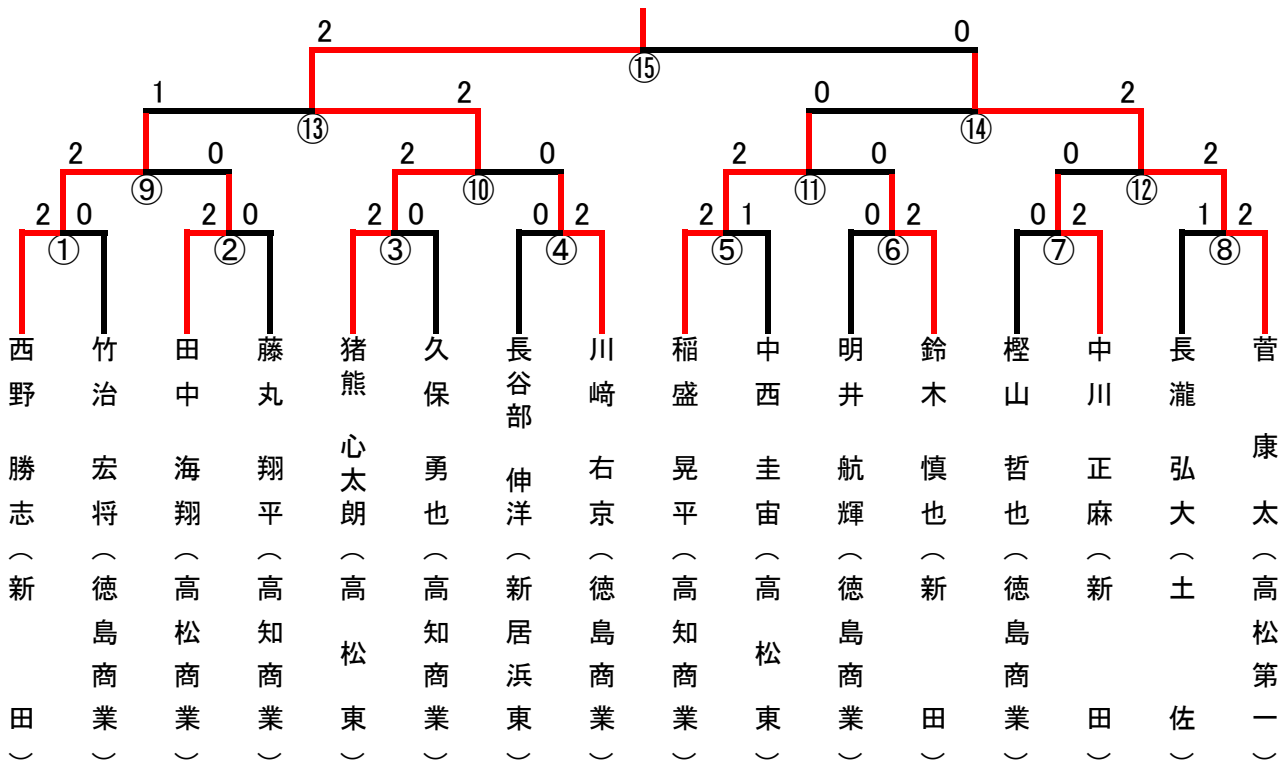 2 0
⑮
1 2 0 2
⑬ ⑭
2 0 2 0 2 0 0 2
⑨ ⑩ ⑪ ⑫
2 0 2 0 2 0 0 2 2 1 0 2 0 2 1 2
① ② ③ ④ ⑤ ⑥ ⑦ ⑧
西野 勝志(新田)
竹治 宏将(徳島商業)
田中 海翔(高松商業)
藤丸 翔平(高知商業)
猪熊 心太朗(高松東)
久保 勇也(高知商業)
長谷部 伸洋(新居浜東)
川﨑 右京(徳島商業)
稲盛 晃平(高知商業)
中西 圭宙(高松東)
明井 航輝(徳島商業)
鈴木 慎也(新田)
樫山 哲也(徳島商業)
中川 正麻(新田)
長瀧 弘大(土佐)
菅 康太(高松第一)